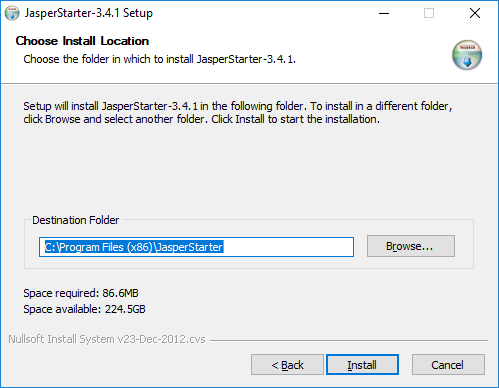 JasperStarter-3.4.1 Setup
Choose Install Location
Choose the folder in which to install JasperStarter-3.4.1.
Setup will install JasperStarter-3.4.1 in the following folder. To install in a different folder,
click Browse and select another folder. Click Install to start the installation.
Destination Folder
C:\Program Files (x86)\JasperStarter
Browse...
Space required: 86.6MB
Space available: 224.5GB
Nullsoft Install System v23-Dec-2012.cvs
< Back
Install
Cancel